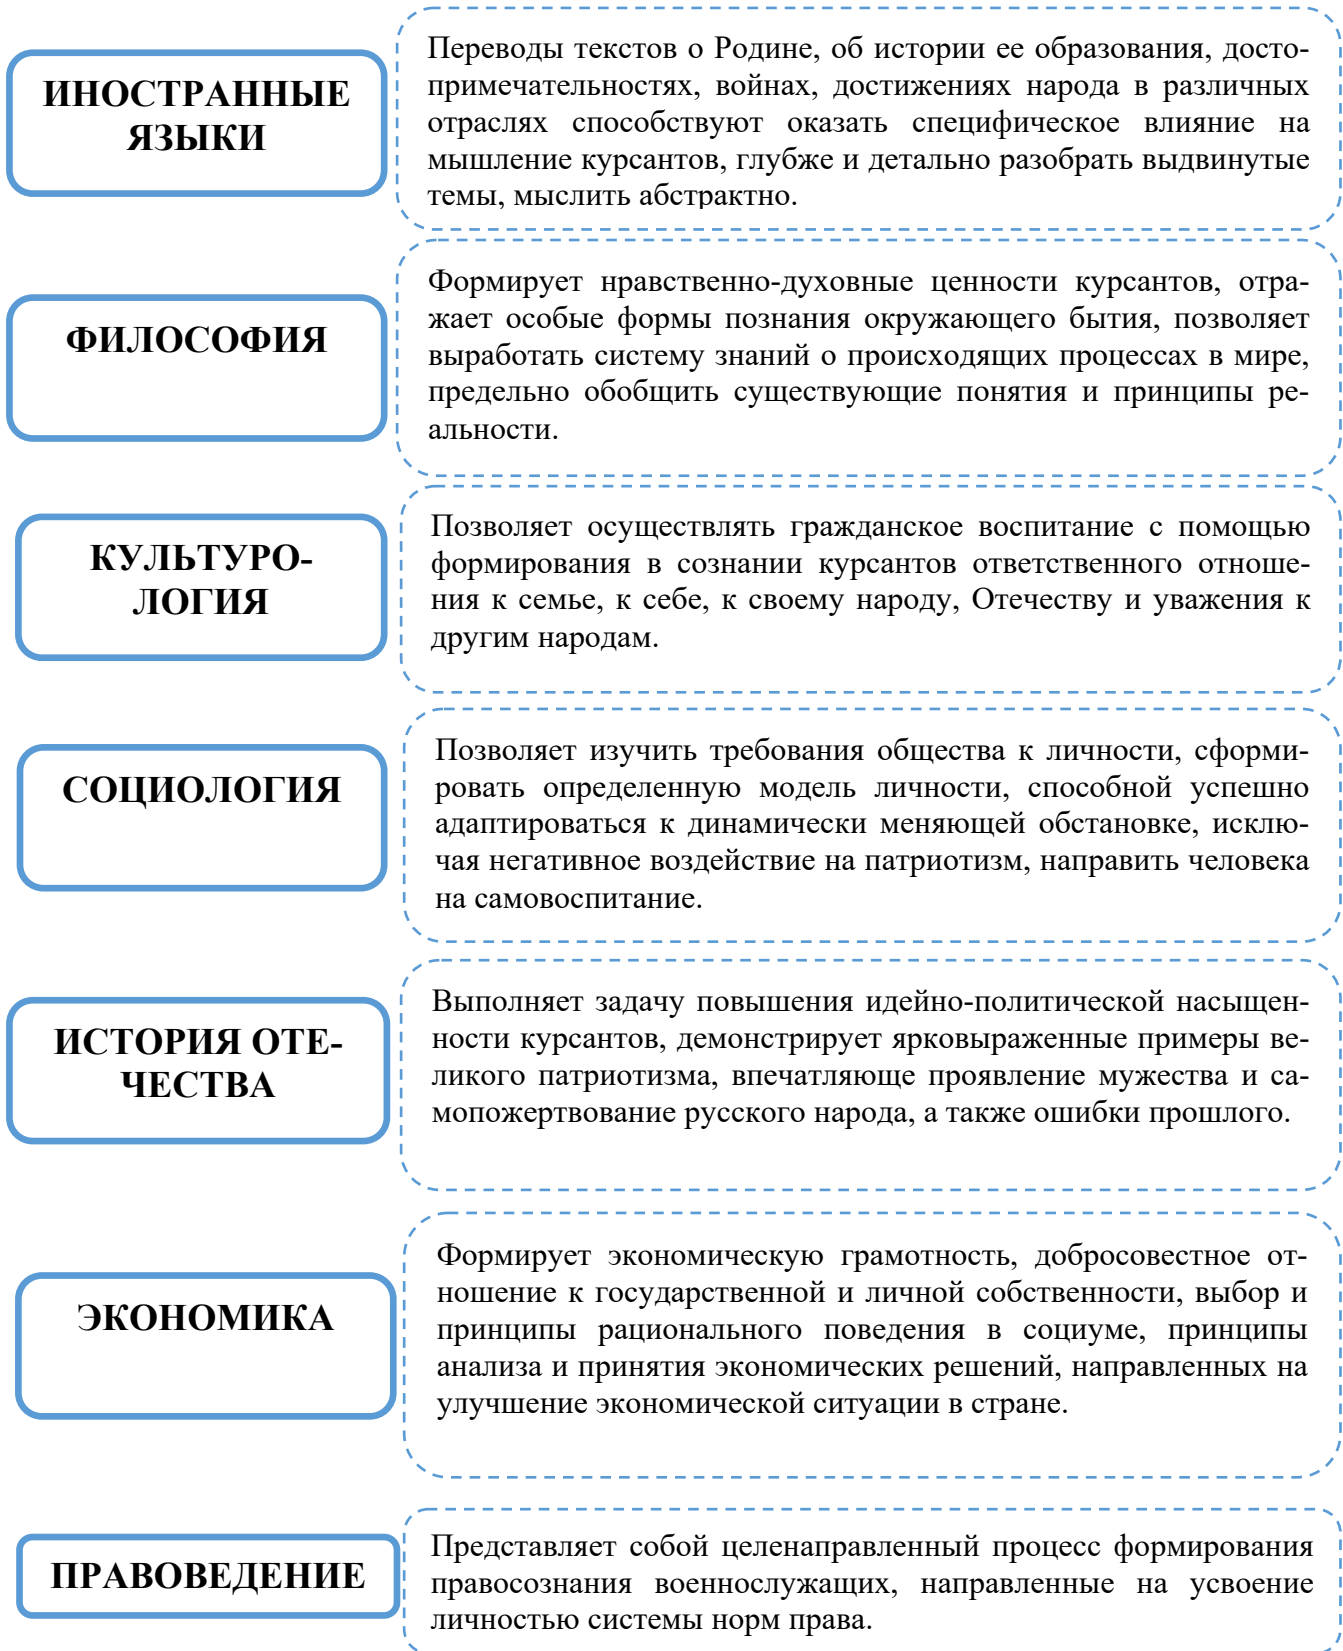 ИНОСТРАННЫЕ
ЯЗЫКИ
Переводы текстов о Родине, об истории ее образования, досто-
примечательностях, войнах, достижениях народа в различных
отраслях способствуют оказать специфическое влияние на
мышление курсантов, глубже и детально разобрать выдвинутые
темы, мыслить абстрактно.
ФИЛОСОФИЯ
Формирует нравственно-духовные ценности курсантов, отра-
жает особые формы познания окружающего бытия, позволяет
выработать систему знаний о происходящих процессах в мире,
предельно обобщить существующие понятия и принципы ре-
альности.
КУЛЬТУРО-
ЛОГИЯ
Позволяет осуществлять гражданское воспитание с помощью
формирования в сознании курсантов ответственного отноше-
ния к семье, к себе, к своему народу, Отечеству и уважения к
другим народам.
СОЦИОЛОГИЯ
Позволяет изучить требования общества к личности, сформи-
ровать определенную модель личности, способной успешно
адаптироваться к динамически меняющей обстановке, исклю-
чая негативное воздействие на патриотизм, направить человека
на самовоспитание.
ИСТОРИЯ ОТЕ-
ЧЕСТВА
Выполняет задачу повышения идейно-политической насыщен-
ности курсантов, демонстрирует ярковыраженные примеры ве-
ликого патриотизма, впечатляюще проявление мужества и са-
мопожертвование русского народа, а также ошибки прошлого.
ЭКОНОМИКА
Формирует экономическую грамотность, добросовестное от-
ношение к государственной и личной собственности, выбор и
принципы рационального поведения в социуме, принципы
анализа и принятия экономических решений, направленных на
улучшение экономической ситуации в стране.
ПРАВОВЕДЕНИЕ
Представляет собой целенаправленный процесс формирования
правосознания военнослужащих, направленные на усвоение
личностью системы норм права.